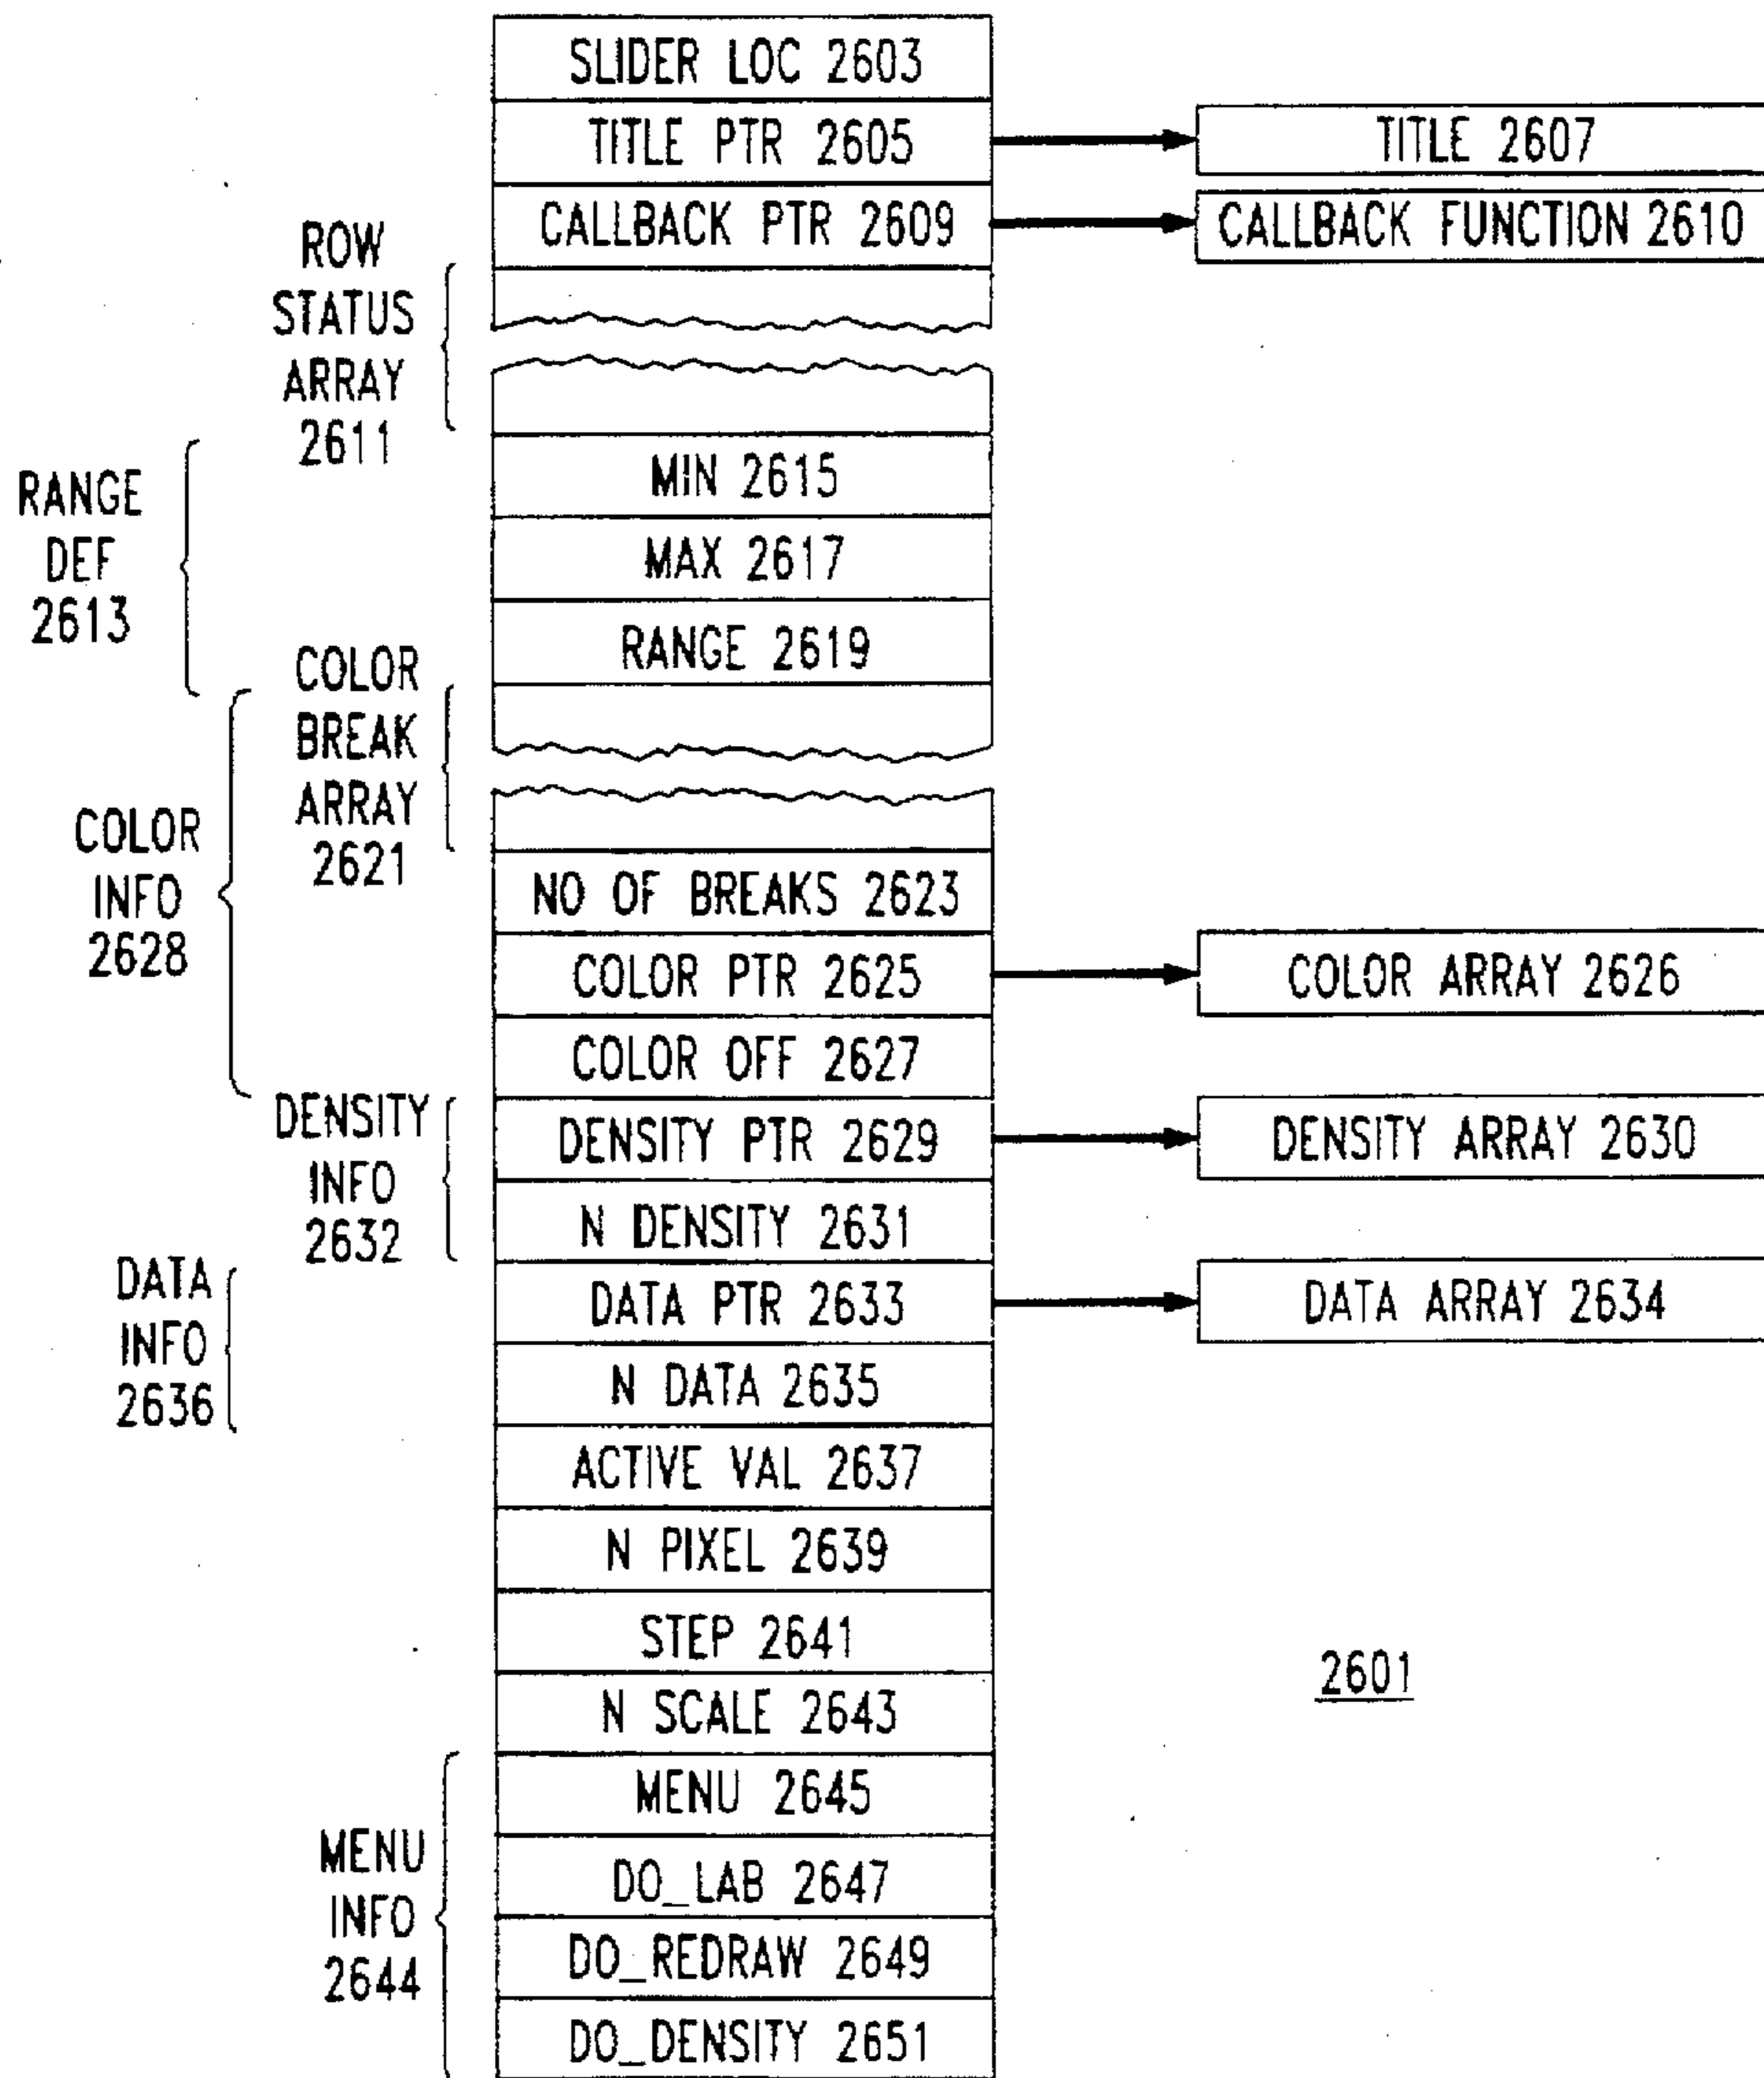 SLIDER LOC 2603
TITLE PTR 2605
TITLE 2607
CALLBACK PTR 2609
CALLBACK FUNCTION 2610
ROW
STATUS
ARRAY
2611
RANGE
DEF
2613
MIN 2615
MAX 2617
RANGE 2619
COLOR
BREAK
ARRAY
2621
COLOR
INFO
2628
NO OF BREAKS 2623
COLOR PTR 2625
COLOR ARRAY 2626
COLOR OFF 2627
DENSITY
INFO
2632
DENSITY PTR 2629
DENSITY ARRAY 2630
N DENSITY 2631
DATA
INFO
2636
DATA PTR 2633
DATA ARRAY 2634
N DATA 2635
ACTIVE VAL 2637
N PIXEL 2639
STEP 2641
2601
N SCALE 2643
MENU
INFO
2644
MENU 2645
DO_LAB 2647
DO_REDRAW 2649
DO_DENSITY 2651